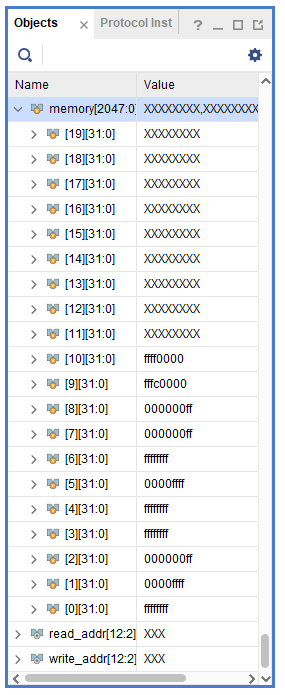 Objects Protocol Inst ?
Name Value
memory[2047:0] XXXXXXXX,XXXXXXXX
[19][31:0] XXXXXXXX
[18][31:0] XXXXXXXX
[17][31:0] XXXXXXXX
[16][31:0] XXXXXXXX
[15][31:0] XXXXXXXX
[14][31:0] XXXXXXXX
[13][31:0] XXXXXXXX
[12][31:0] XXXXXXXX
[11][31:0] XXXXXXXX
[10][31:0] ffff0000
[9][31:0] fffc0000
[8][31:0] 000000ff
[7][31:0] 000000ff
[6][31:0] ffffffff
[5][31:0] 0000ffff
[4][31:0] ffffffff
[3][31:0] ffffffff
[2][31:0] 000000ff
[1][31:0] 0000ffff
[0][31:0] ffffffff
read_addr[12:2] XXX
write_addr[12:2] XXX